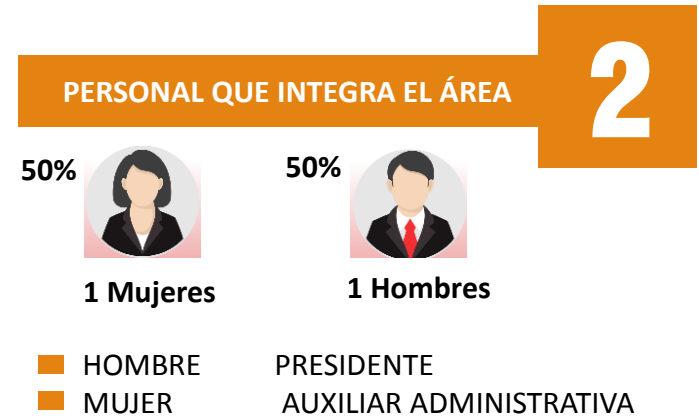 PERSONAL QUE INTEGRA EL ÁREA
2
50%
50%
1 Mujeres
1 Hombres
HOMBRE PRESIDENTE
MUJER AUXILIAR ADMINISTRATIVA